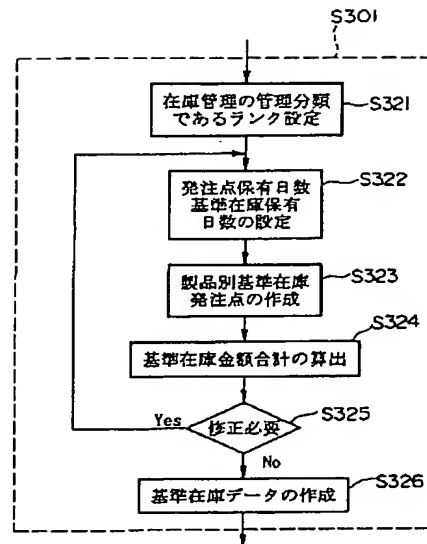 S301
在庫管理の管理分類
であるランク設定
S321
発注点保有日数
基準在庫保有
日数の設定
S322
製品別基準在庫
発注点の作成
S323
基準在庫金額合計の算出
S324
修正必要
S325
Yes
No
基準在庫データの作成
S326